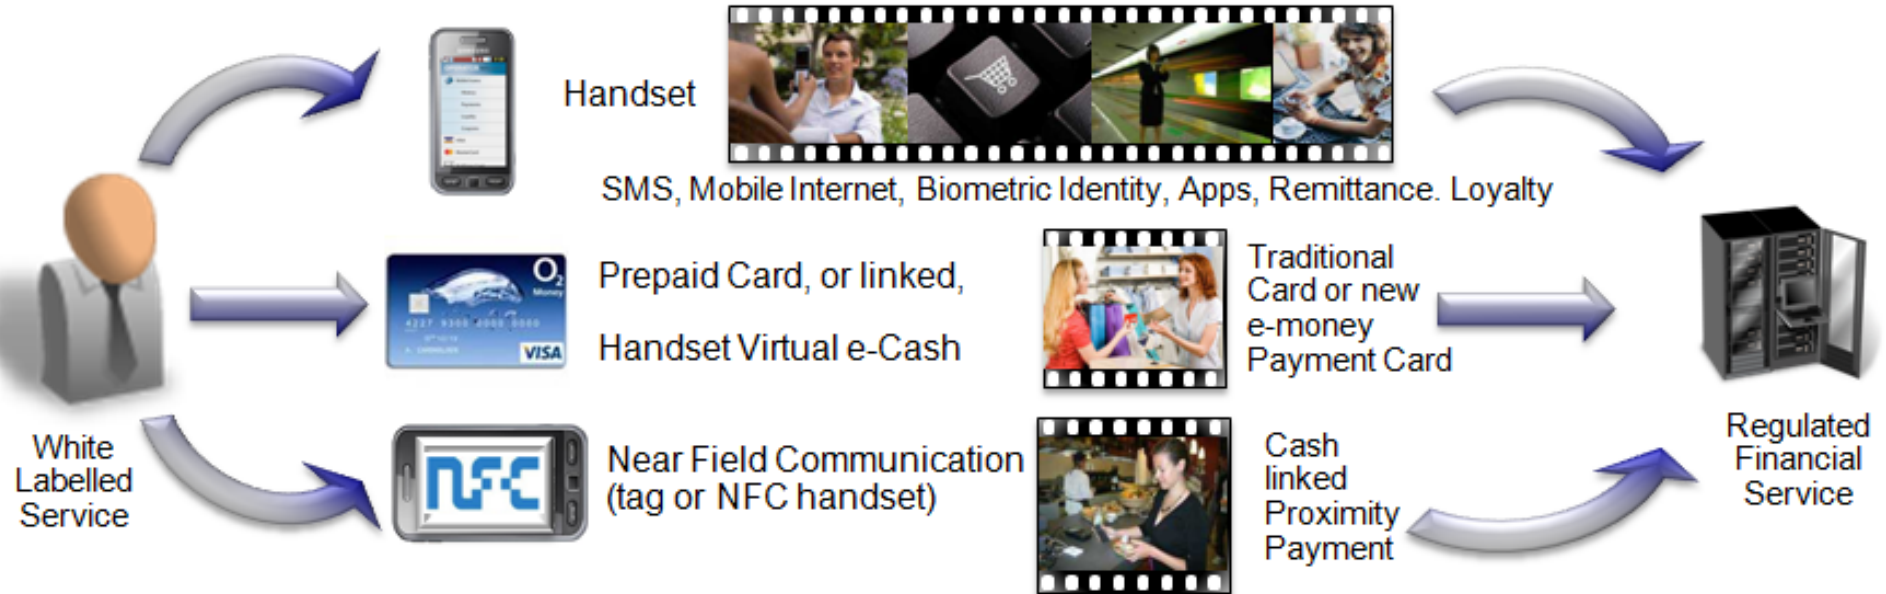 Handset
SMS, Mobile Internet, Biometric Identity, Apps, Remittance. Loyalty
O2
Money
VISA
Prepaid Card, or linked,
Handset Virtual e-Cash
Traditional
Card or new
e-money
Payment Card
NFC
Near Field Communication
(tag or NFC handset)
Cash
linked
Proximity
Payment
White
Labelled
Service
Regulated
Financial
Service